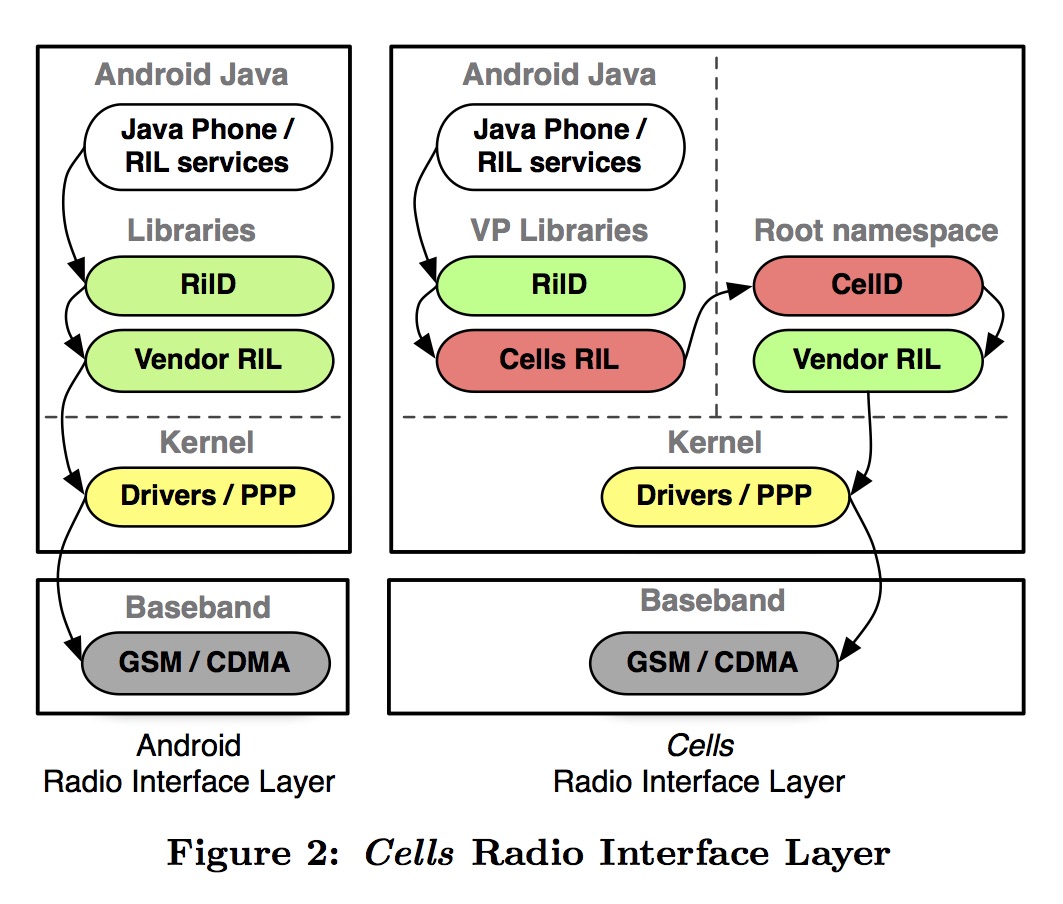 Android Java
Java Phone /
RIL services
Libraries
RilD
Vendor RIL
Kernel
Drivers / PPP
Baseband
GSM / CDMA
Android
Radio Interface Layer
Android Java
Java Phone /
RIL services
VP Libraries
RilD
Cells RIL
Root namespace
CellD
Vendor RIL
Kernel
Drivers / PPP
Baseband
GSM / CDMA
Cells
Radio Interface Layer
Figure 2: Cells Radio Interface Layer